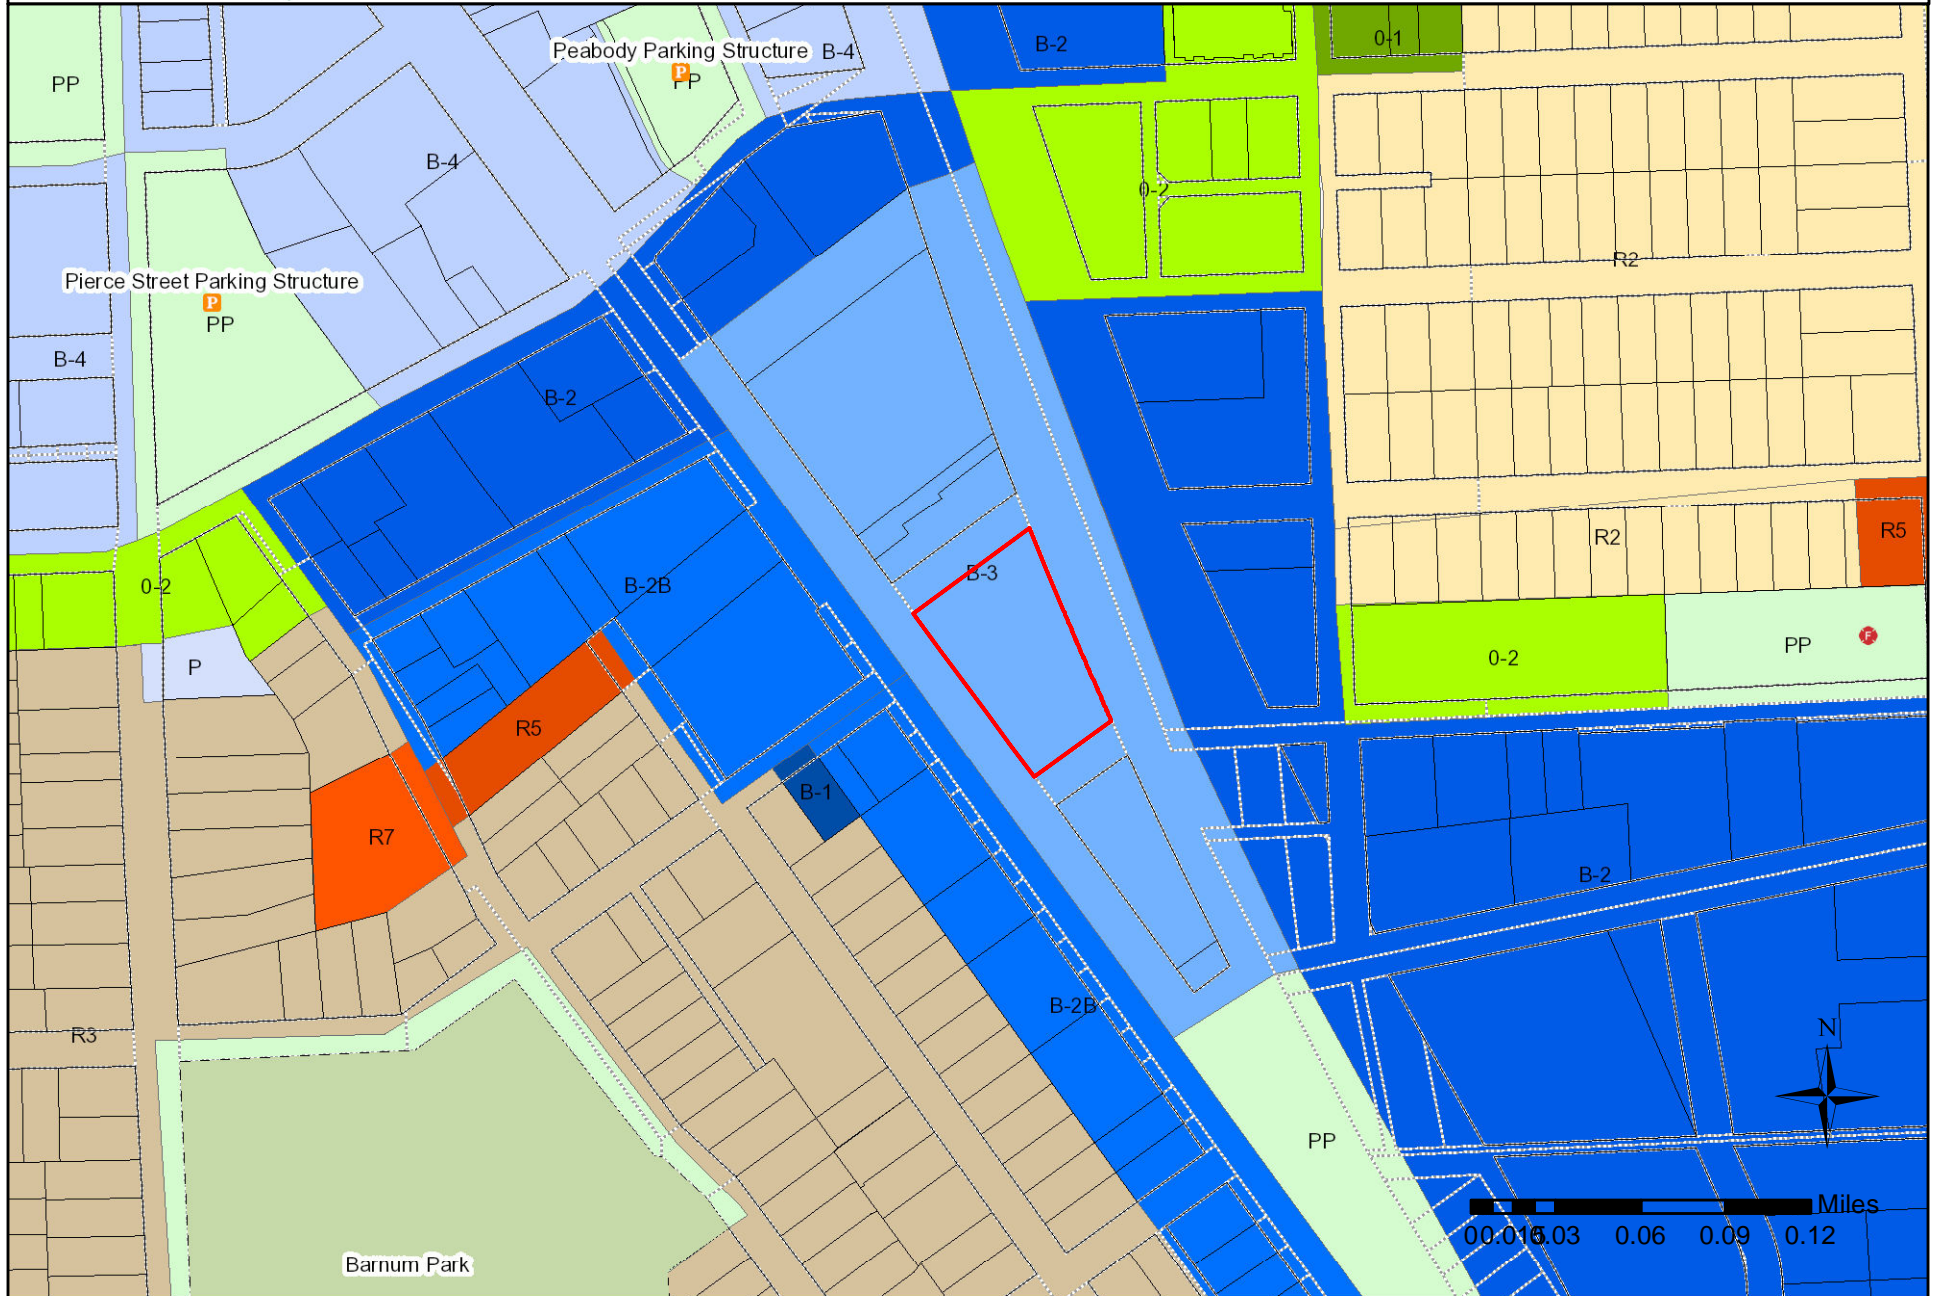 B-2
0-1
Peabody Parking Structure
B-4
P
PP
PP
B-4
0-2
R2
Pierce Street Parking Structure
P
PP
B-4
B-2
R5
R2
B-3
0-2
B-2B
F
PP
0-2
P
R5
B-1
R7
B-2
B-2B
R3
N
PP
Miles
0 0.015 0.03 0.06 0.09 0.12
Barnum Park